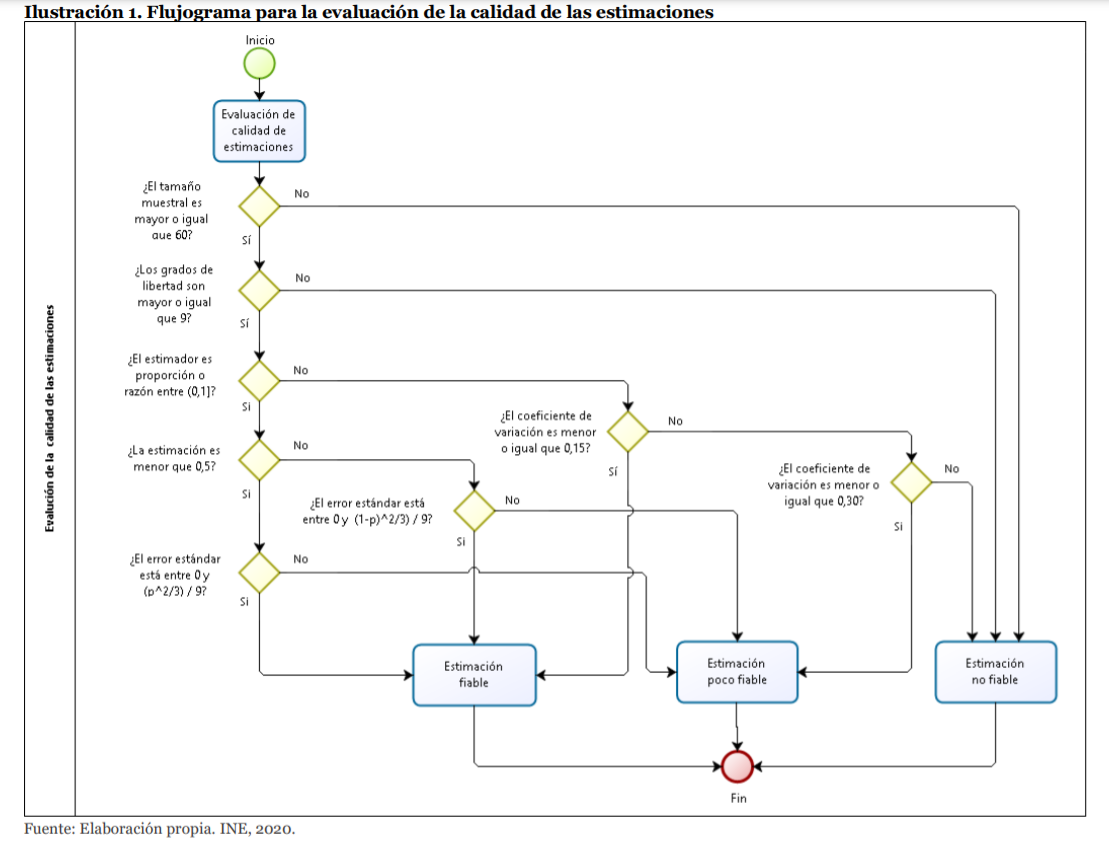 Ilustración 1. Flujograma para la evaluación de la calidad de las estimaciones
Evalución de la calidad de las estimaciones
Inicio
Evaluación de
calidad de
estimaciones
¿El tamaño
muestral es
mayor o igual
que 60?
No
Sí
¿Los grados de
libertad son
mayor o igual
que 9?
No
Sí
¿El estimador es
proporción o
razón entre (0,1]?
No
Si
¿El coeficiente de
variación es menor
o igual que 0,15?
No
Sí
¿La estimación es
menor que 0,5?
No
Si
¿El coeficiente de
variación es menor o
igual que 0,30?
No
Si
¿El error estándar está
entre 0 y (1-p)^2/3) / 9?
No
Si
¿El error estándar
está entre 0 y
(p^2/3) / 9?
No
Si
Estimación
fiable
Estimación
poco fiable
Estimación
no fiable
Fin
Fuente: Elaboración propia. INE, 2020.